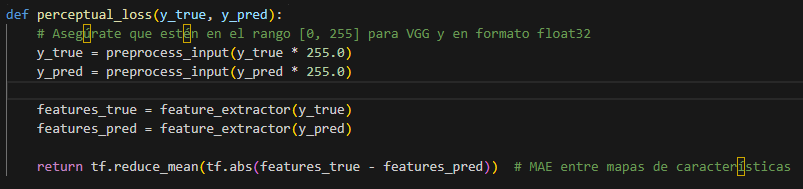 def perceptual_loss(y_true, y_pred):
    # Asegúrate que estén en el rango [0, 255] para VGG y en formato float32
    y_true = preprocess_input(y_true * 255.0)
    y_pred = preprocess_input(y_pred * 255.0)

    features_true = feature_extractor(y_true)
    features_pred = feature_extractor(y_pred)

    return tf.reduce_mean(tf.abs(features_true - features_pred))  # MAE entre mapas de características